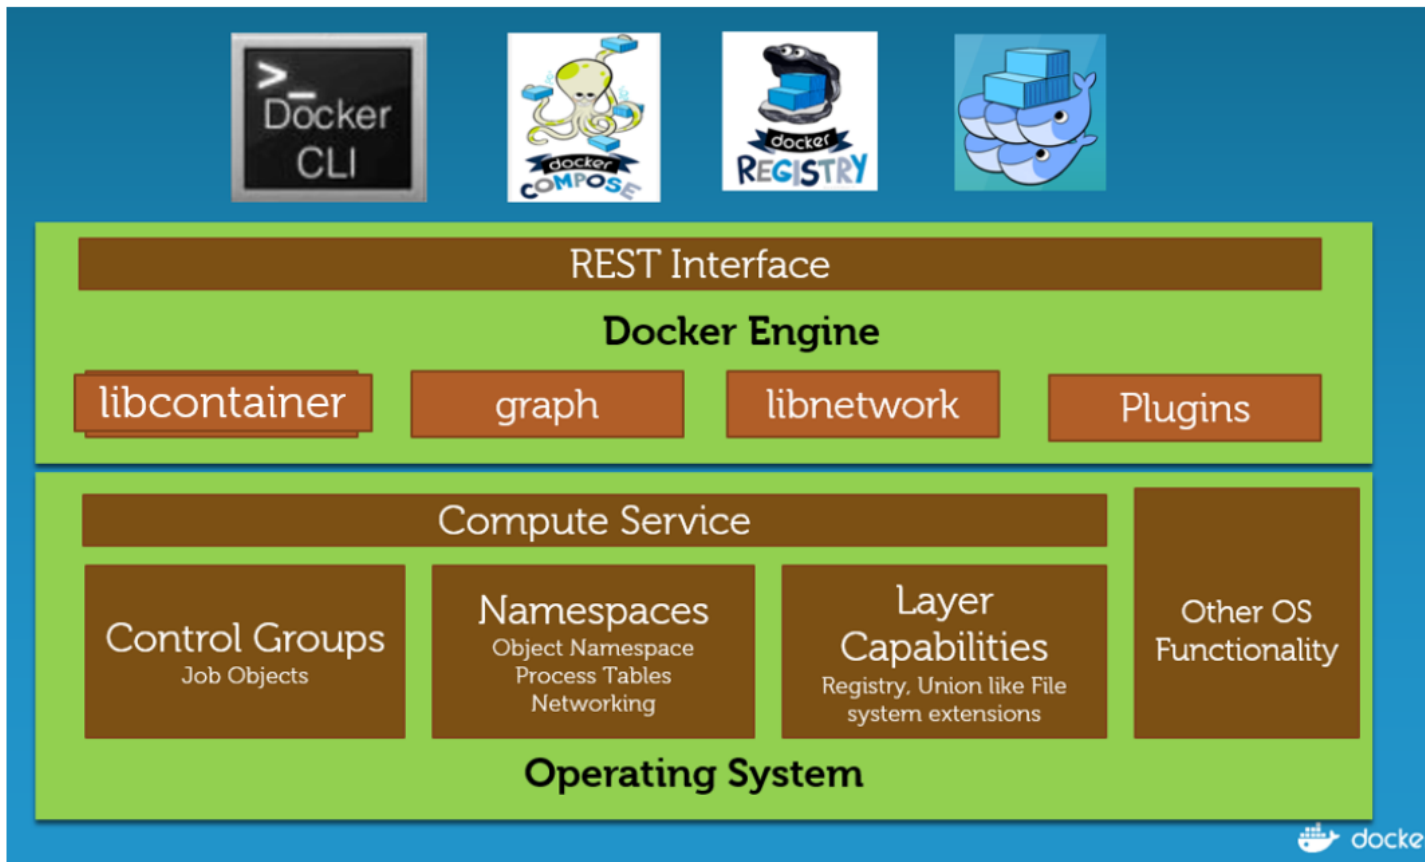 >_
Docker
CLI
docker
COMPOSE
docker
REGISTRY
REST Interface
Docker Engine
libcontainer
graph
libnetwork
Plugins
Compute Service
Control Groups
Job Objects
Namespaces
Object Namespace
Process Tables
Networking
Layer
Capabilities
Registry, Union like File
system extensions
Other OS
Functionality
Operating System
docke